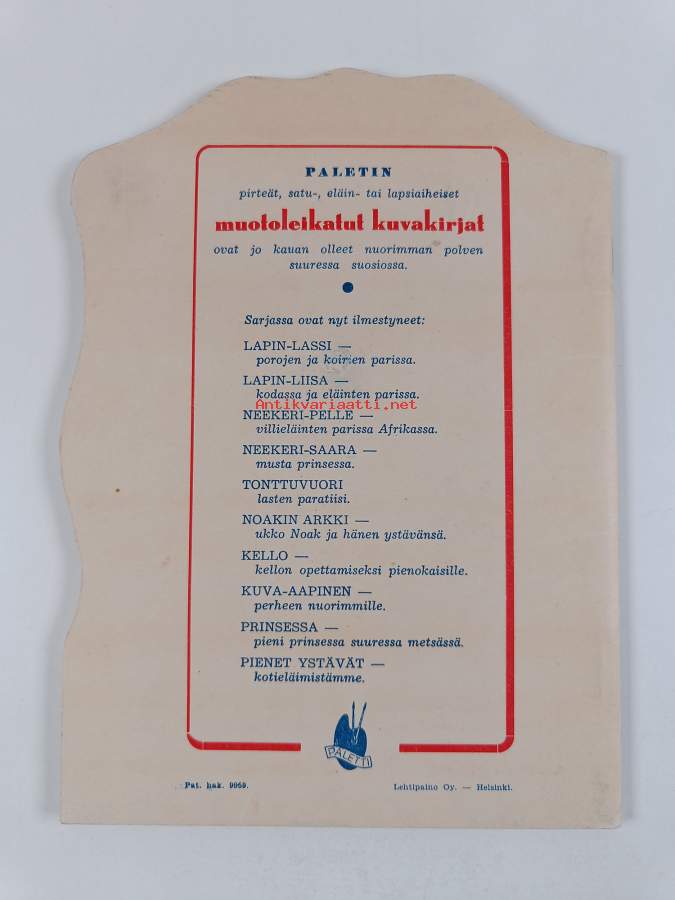 PALETIN
pirteät, satu-, eläin- tai lapsiaiheiset
muotoleikatut kuvakirjat
ovat jo kauan olleet nuorimman polven
suuressa suosiossa.
Sarjassa ovat nyt ilmestyneet:
LAPIN-LASSI —
porojen ja koirien parissa.
LAPIN-LIISA —
kodassa ja eläinten parissa.
Antikvariaatti.net
NEEKERI-PELLE —
villieläinten parissa Afrikassa.
NEEKERI-SAARA —
musta prinsessa.
TONTTUVUORI
lasten paratiisi.
NOAKIN ARKKI —
ukko Noak ja hänen ystävänsä.
KELLO —
kellon opettamiseksi pienokaisille.
KUVA-AAPINEN —
perheen nuorimmille.
PRINSESSA —
pieni prinsessa suuressa metsässä.
PIENET YSTÄVÄT —
kotieläimistämme.
PALETTI
Pat. hak. 9069.
Lehtipaino Oy. — Helsinki.